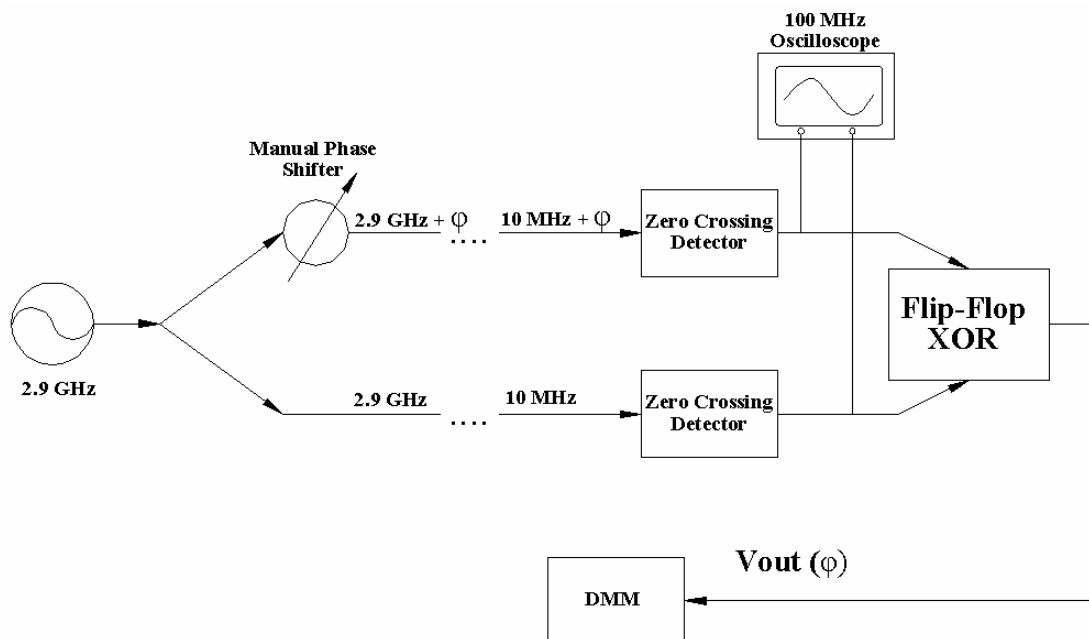 100 MHz
Oscilloscope
Manual Phase
Shifter
2.9 GHz + φ
....
10 MHz + φ
Zero Crossing
Detector
Flip-Flop
XOR
2.9 GHz
2.9 GHz
....
10 MHz
Zero Crossing
Detector
Vout (φ)
DMM